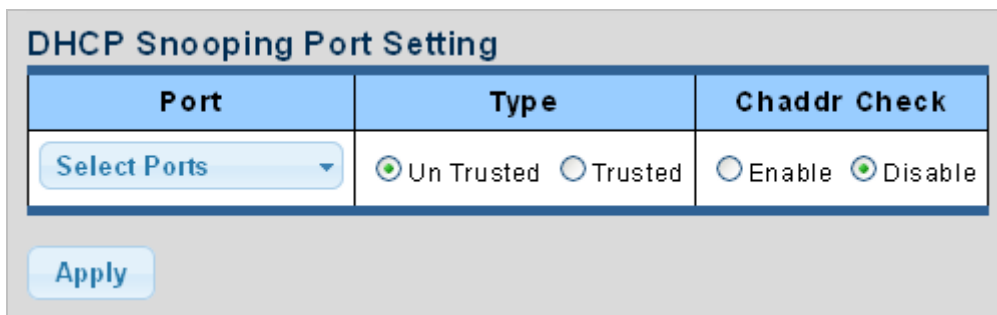 DHCP Snooping Port Setting
Port Type Chaddr Check
Select Ports Un Trusted Trusted Enable Disable
Apply